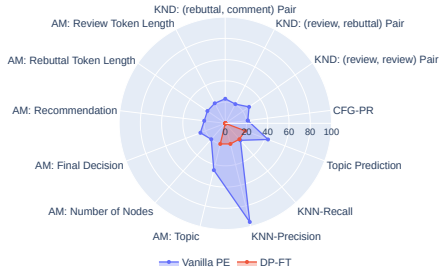 KND: (rebuttal, comment) Pair
AM: Review Token Length
KND: (review, rebuttal) Pair
AM: Rebuttal Token Length
KND: (review, review) Pair
AM: Recommendation
CFG-PR
0 20 40 60 80 100
AM: Final Decision
Topic Prediction
AM: Number of Nodes
KNN-Recall
AM: Topic
KNN-Precision
Vanilla PE
DP-FT